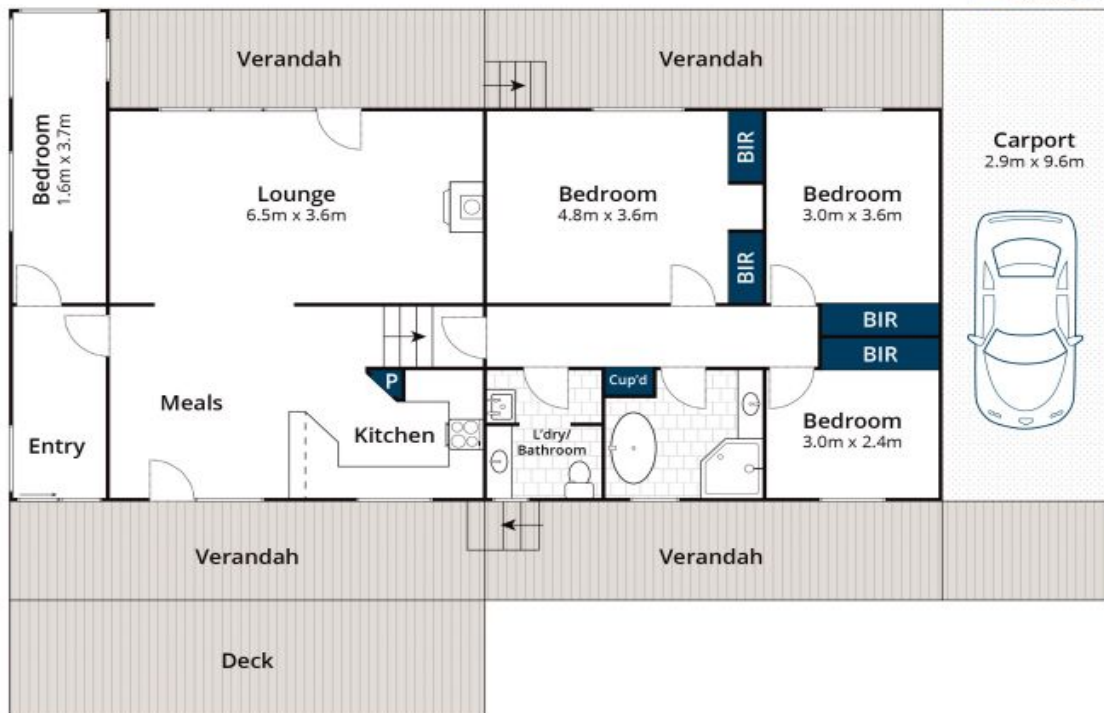 Verandah
Verandah
Bedroom
1.6m x 3.7m
Lounge
6.5m x 3.6m
Bedroom
4.8m x 3.6m
BIR
BIR
Bedroom
3.0m x 3.6m
Carport
2.9m x 9.6m
BIR
BIR
P
Cup'd
Meals
Kitchen
L'dry/
Bathroom
Bedroom
3.0m x 2.4m
Entry
Verandah
Verandah
Deck